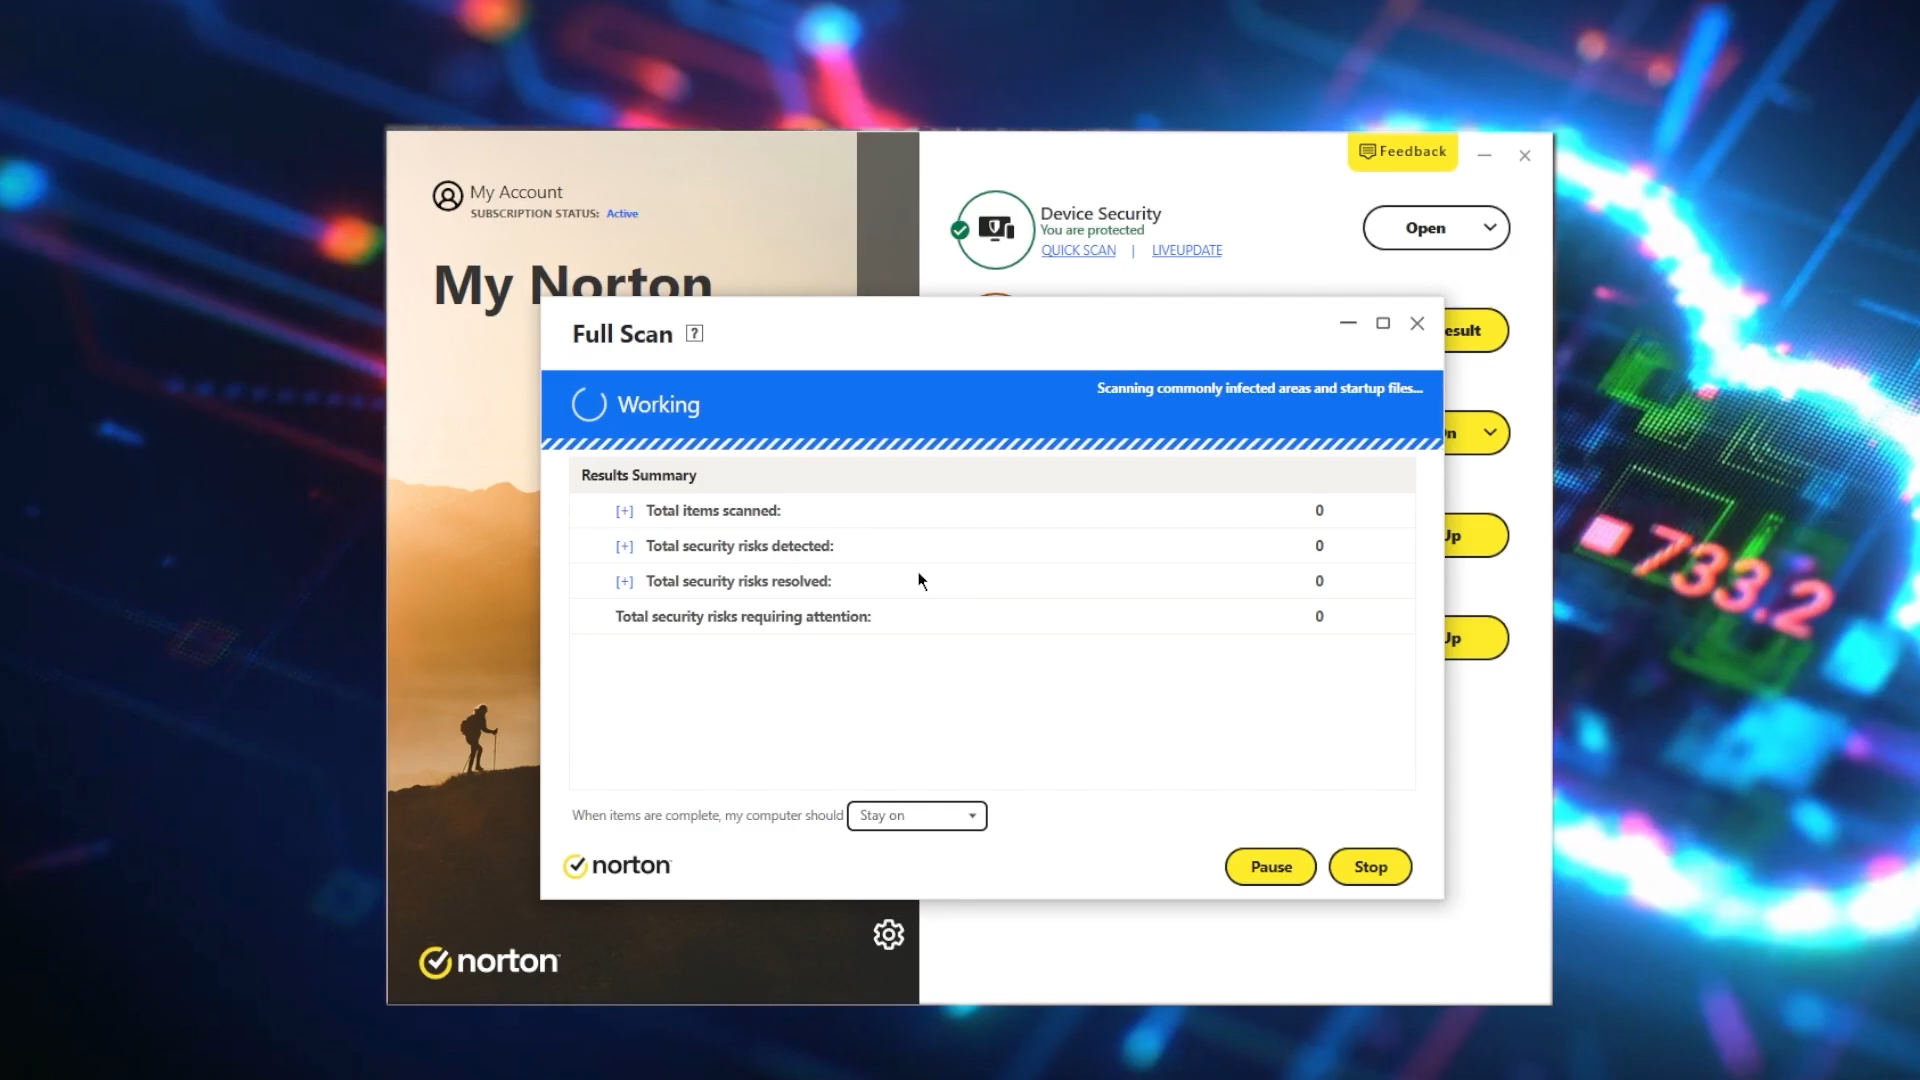 Feedback
My Account
SUBSCRIPTION STATUS: Active
My Norton
Device Security
You are protected
QUICK SCAN | LIVEUPDATE
Open
Full Scan [?]
Working
Scanning commonly infected areas and startup files...
Results Summary
[+] Total items scanned: 0
[+] Total security risks detected: 0
[+] Total security risks resolved: 0
Total security risks requiring attention: 0
When items are complete, my computer should Stay on
norton
Pause
Stop
esult
n
Up
Up
norton
733.2